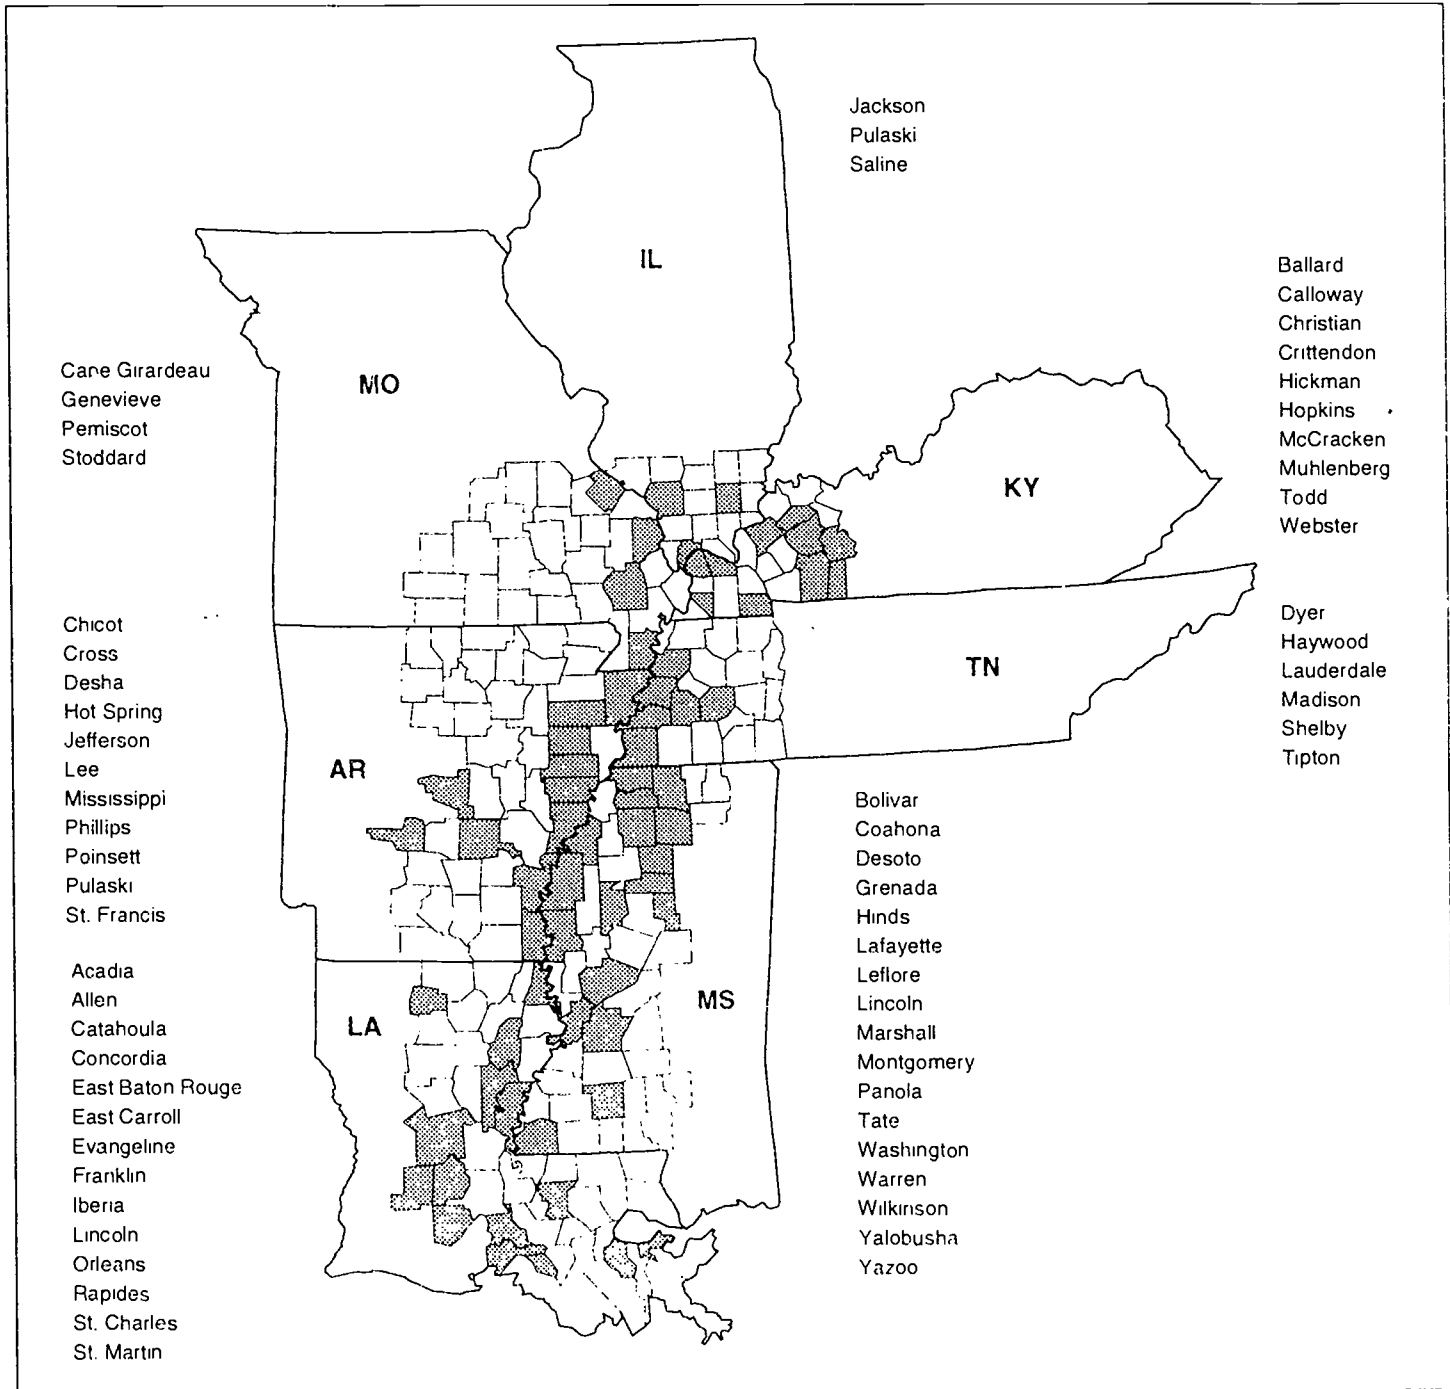 Jackson
Pulaski
Saline
IL
Ballard
Calloway
Christian
Crittendon
Hickman
Hopkins
McCracken
Muhlenberg
Todd
Webster
KY
Cape Girardeau
Genevieve
Pemiscot
Stoddard
MO
Dyer
Haywood
Lauderdale
Madison
Shelby
Tipton
TN
Chicot
Cross
Desha
Hot Spring
Jefferson
Lee
Mississippi
Phillips
Poinsett
Pulaski
St. Francis
AR
Bolivar
Coahona
Desoto
Grenada
Hinds
Lafayette
Leflore
Lincoln
Marshall
Montgomery
Panola
Tate
Washington
Warren
Wilkinson
Yalobusha
Yazoo
MS
Acadia
Allen
Catahoula
Concordia
East Baton Rouge
East Carroll
Evangeline
Franklin
Iberia
Lincoln
Orleans
Rapides
St. Charles
St. Martin
LA